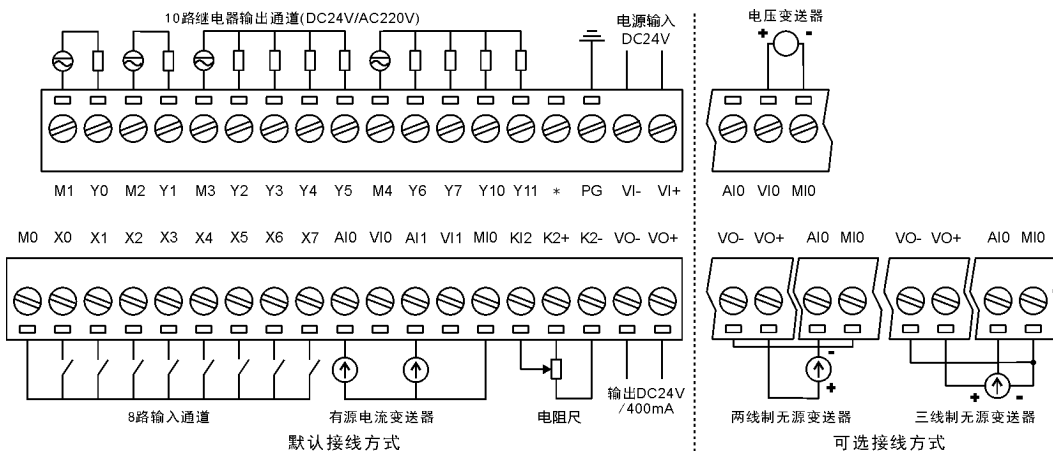 10路继电器输出通道(DC24V/AC220V)
电源输入
DC24V
电压变送器
+ -
M1 Y0 M2 Y1 M3 Y2 Y3 Y4 Y5 M4 Y6 Y7 Y10 Y11 * PG VI- VI+
AI0 VI0 MI0
M0 X0 X1 X2 X3 X4 X5 X6 X7 AI0 VI0 AI1 VI1 MI0 KI2 K2+ K2- VO- VO+
VO- VO+ AI0 MI0
VO- VO+ AI0 MI0
-
+
+ -
8路输入通道
有源电流变送器
电阻尺
输出DC24V
/400mA
两线制无源变送器
三线制无源变送器
默认接线方式
可选接线方式